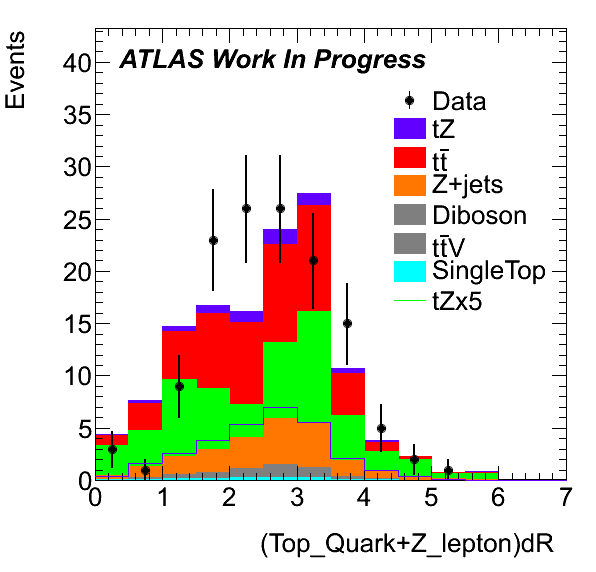 Events
ATLAS Work In Progress
Data
tZ
tt̄
Z+jets
Diboson
tt̄V
SingleTop
tZx5
40
35
30
25
20
15
10
5
0
0 1 2 3 4 5 6 7
(Top_Quark+Z_lepton)dR